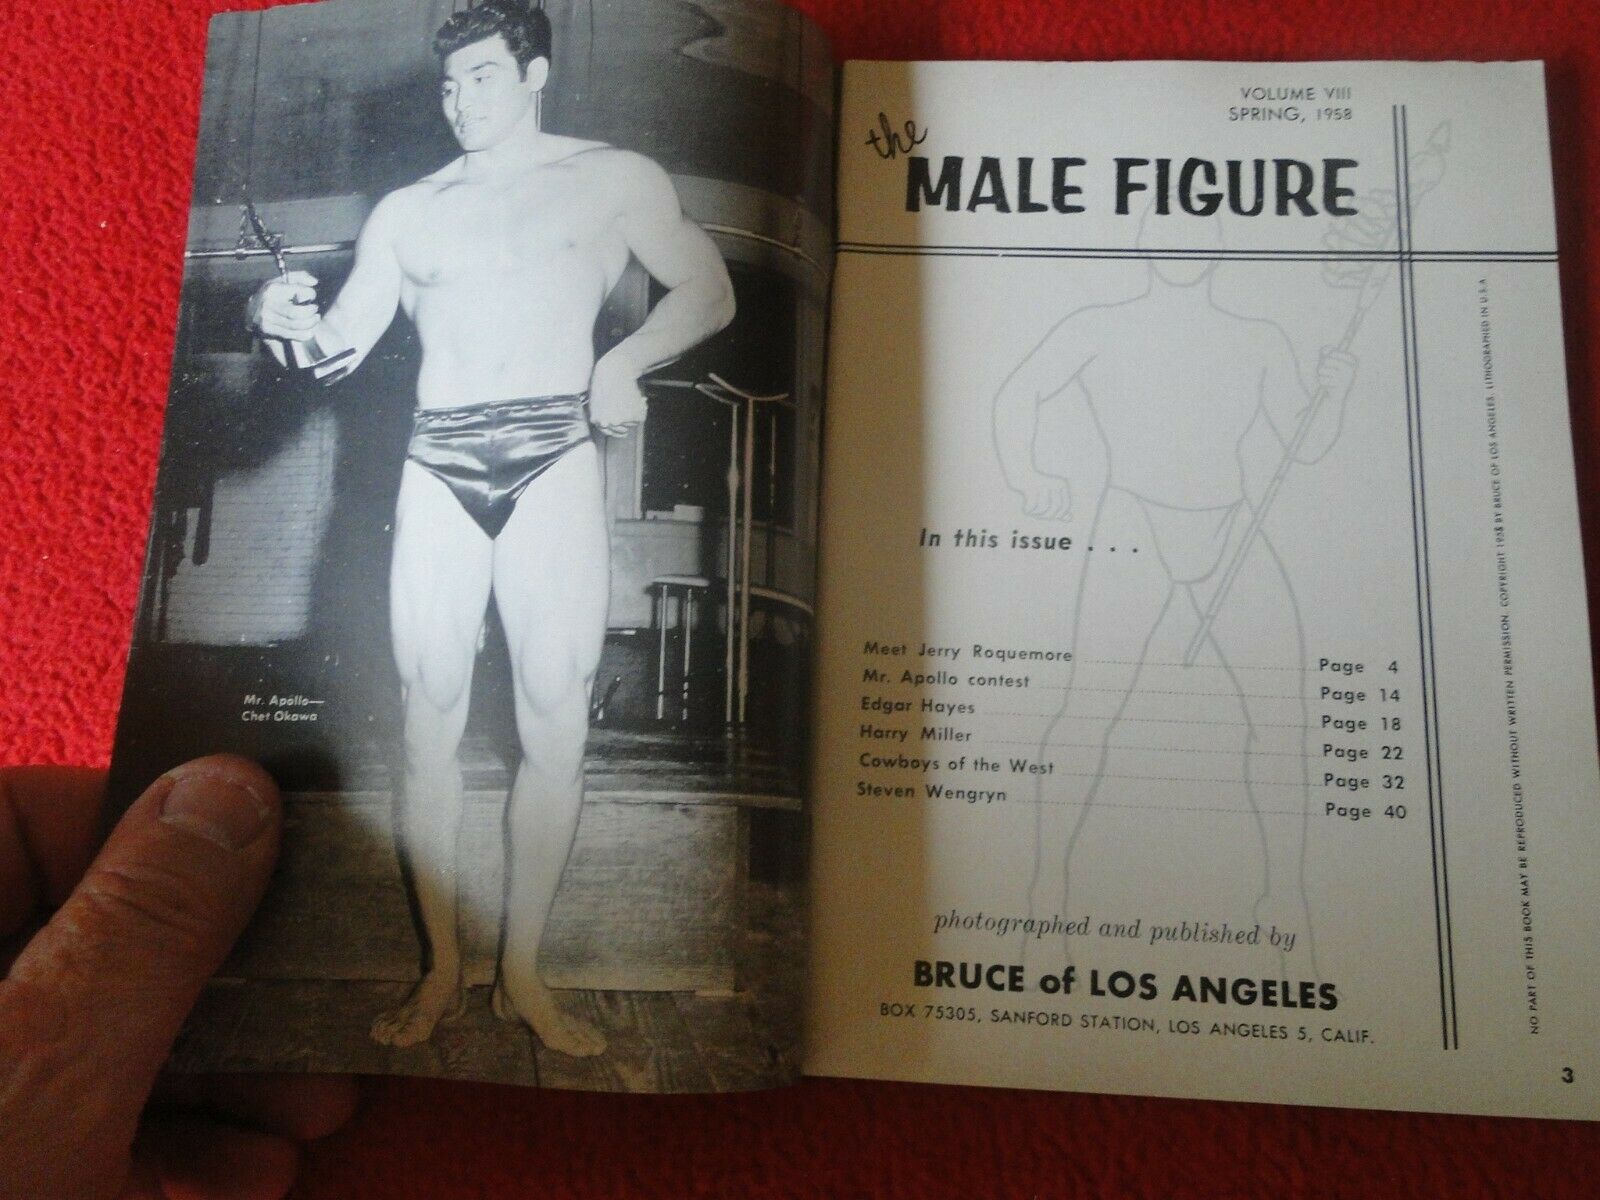 Mr. Apollo—
Chet Okawa
VOLUME VIII
SPRING, 1958
the
MALE FIGURE
In this issue . . .
Meet Jerry Roquemore Page 4
Mr. Apollo contest Page 14
Edgar Hayes Page 18
Harry Miller Page 22
Cowboys of the West Page 32
Steven Wengryn Page 40
photographed and published by
BRUCE of LOS ANGELES
BOX 75305, SANFORD STATION, LOS ANGELES 5, CALIF.
NO PART OF THIS BOOK MAY BE REPRODUCED WITHOUT WRITTEN PERMISSION. COPYRIGHT 1958 BY BRUCE OF LOS ANGELES. LITHOGRAPHED IN U.S.A
3